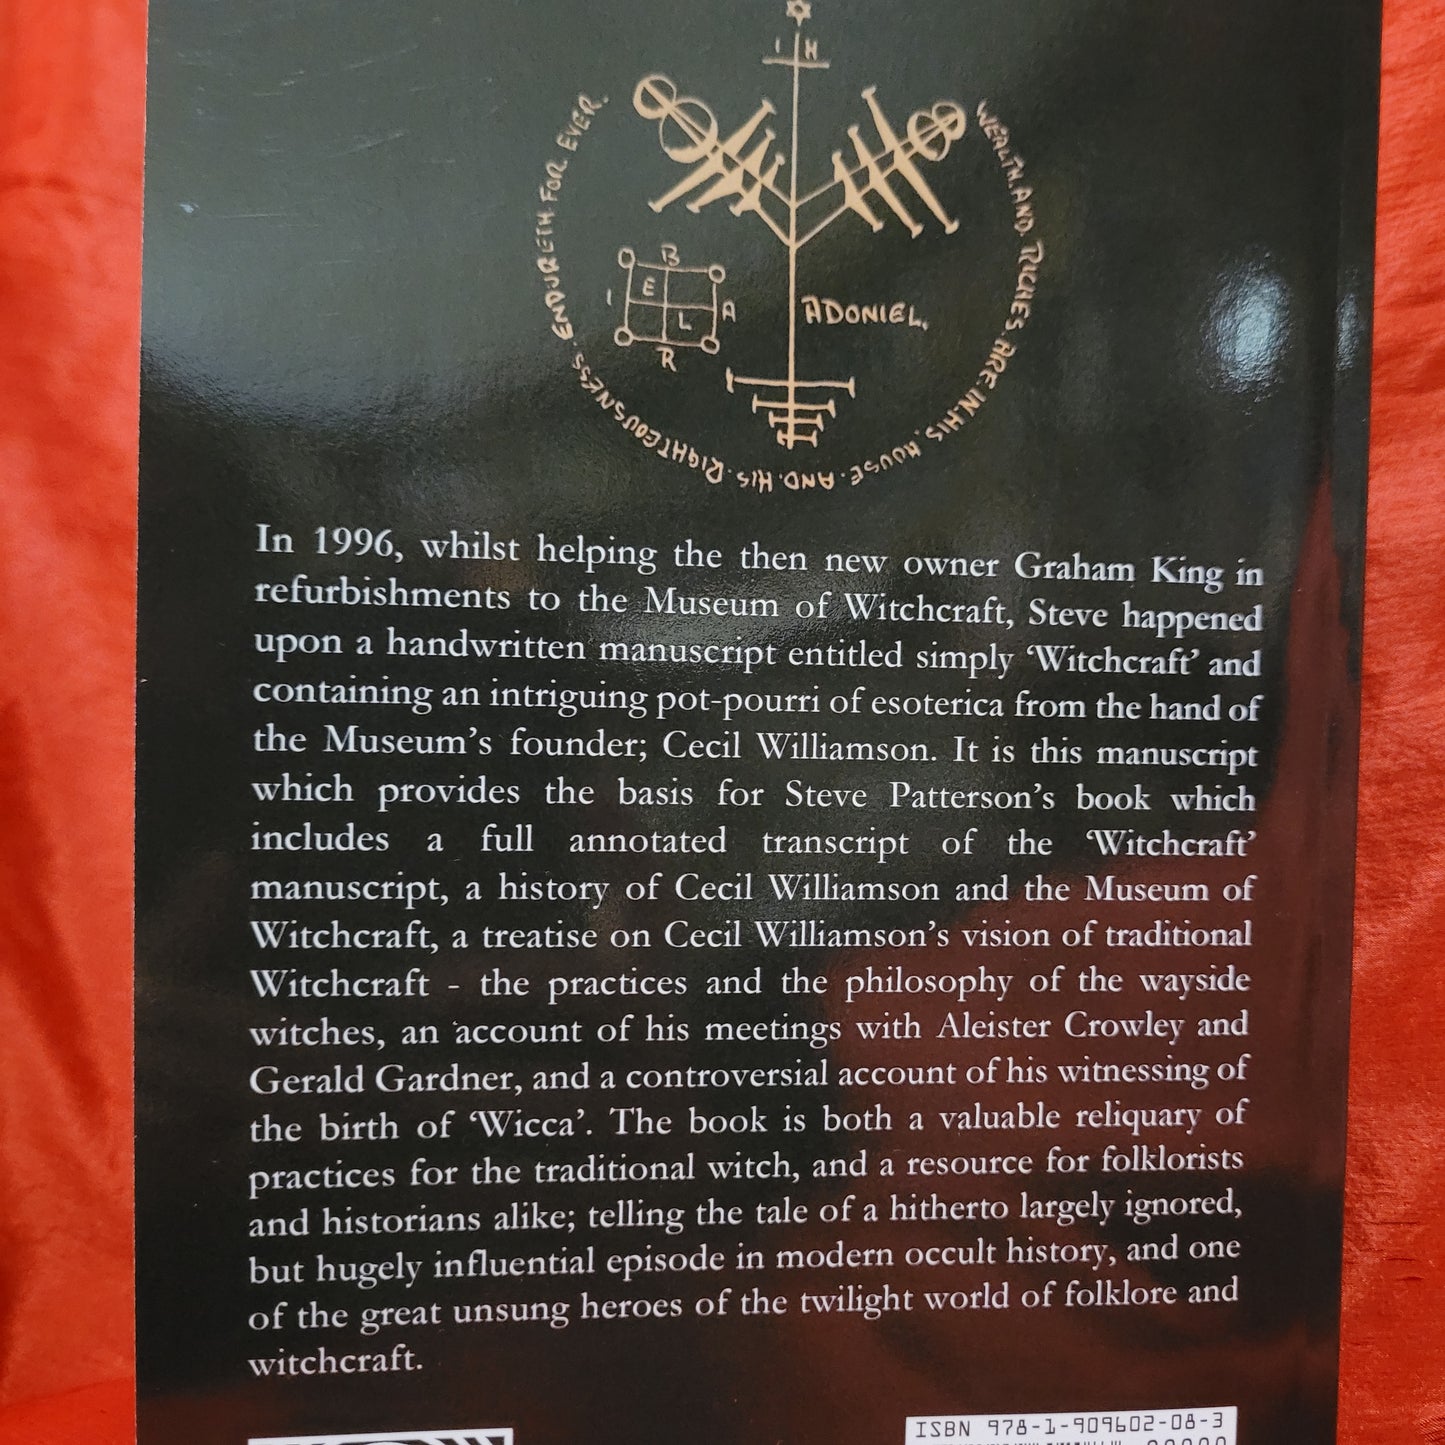 I H
WEALTH. AND. RICHES. ARE. IN. HIS. HOUSE. AND. HIS. RIGHTEOUSNESS. ENDURETH. FOR. EVER.
B
E
I A
L
R
ADONIEL.
In 1996, whilst helping the then new owner Graham King in
refurbishments to the Museum of Witchcraft, Steve happened
upon a handwritten manuscript entitled simply ‘Witchcraft’ and
containing an intriguing pot-pourri of esoterica from the hand of
the Museum’s founder; Cecil Williamson. It is this manuscript
which provides the basis for Steve Patterson’s book which
includes a full annotated transcript of the ‘Witchcraft’
manuscript, a history of Cecil Williamson and the Museum of
Witchcraft, a treatise on Cecil Williamson’s vision of traditional
Witchcraft - the practices and the philosophy of the wayside
witches, an account of his meetings with Aleister Crowley and
Gerald Gardner, and a controversial account of his witnessing of
the birth of ‘Wicca’. The book is both a valuable reliquary of
practices for the traditional witch, and a resource for folklorists
and historians alike; telling the tale of a hitherto largely ignored,
but hugely influential episode in modern occult history, and one
of the great unsung heroes of the twilight world of folklore and
witchcraft.
ISBN 978-1-909602-08-3